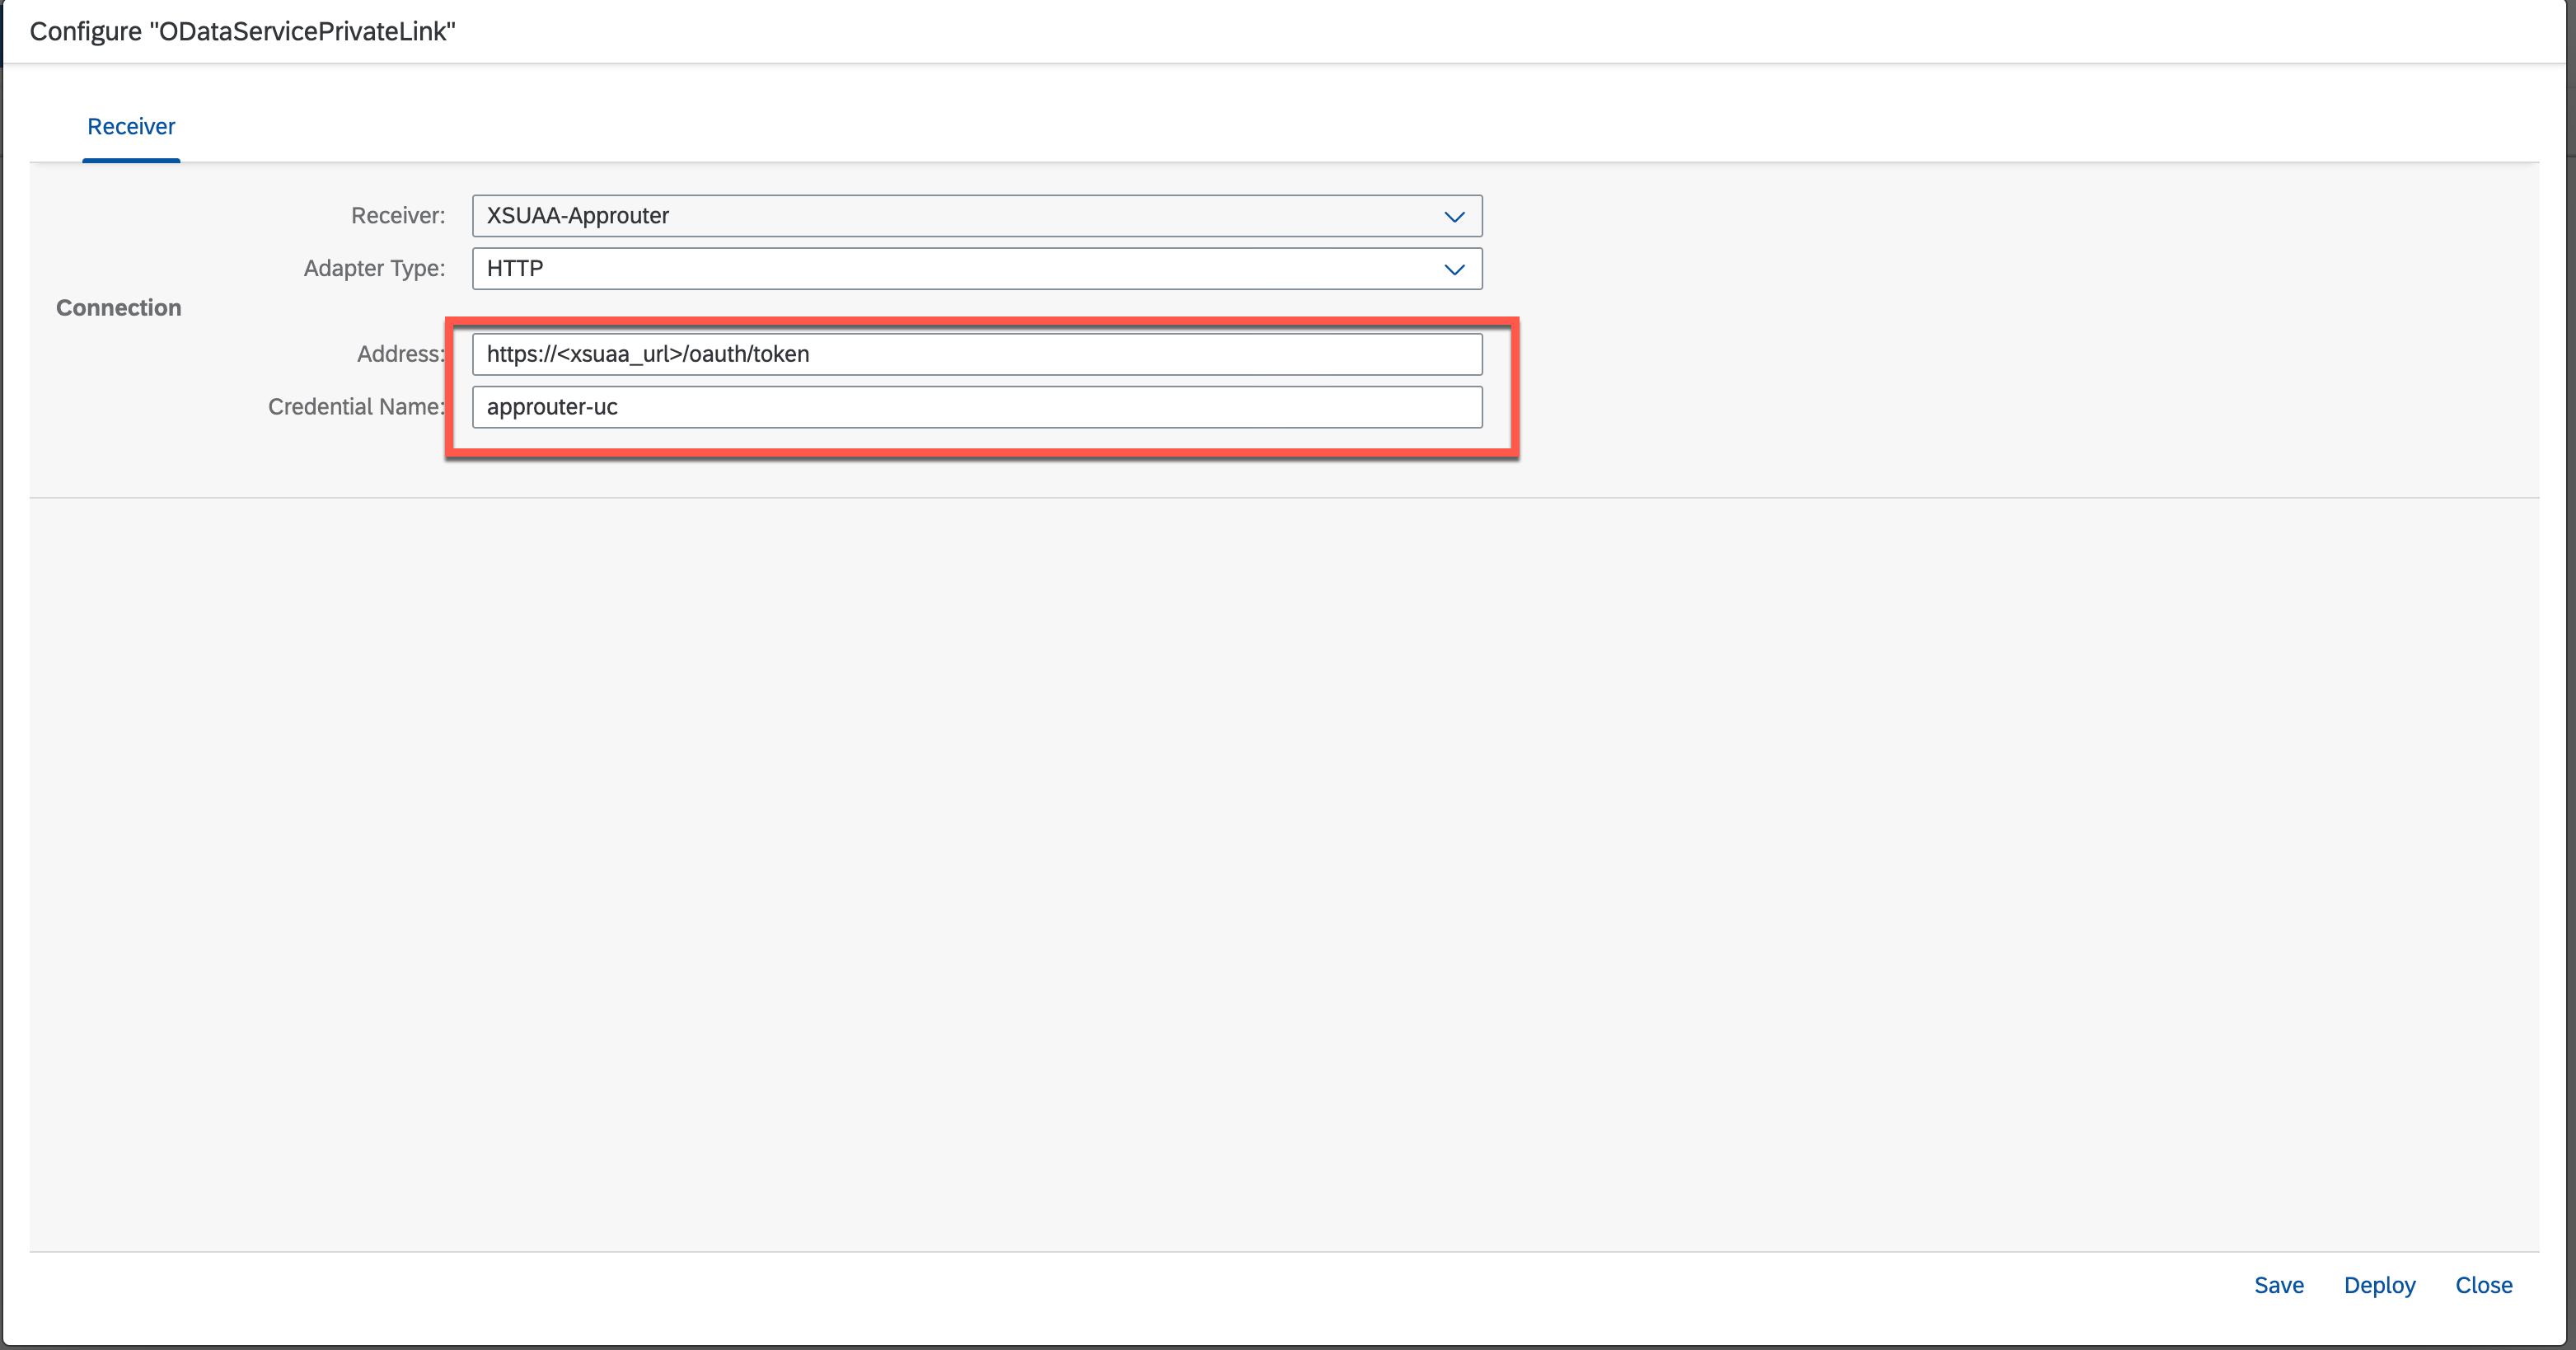 Configure "ODataServicePrivateLink"
Receiver
Receiver: XSUAA-Approuter
Adapter Type: HTTP
Connection
Address: https://<xsuaa_url>/oauth/token
Credential Name: approuter-uc
Save Deploy Close